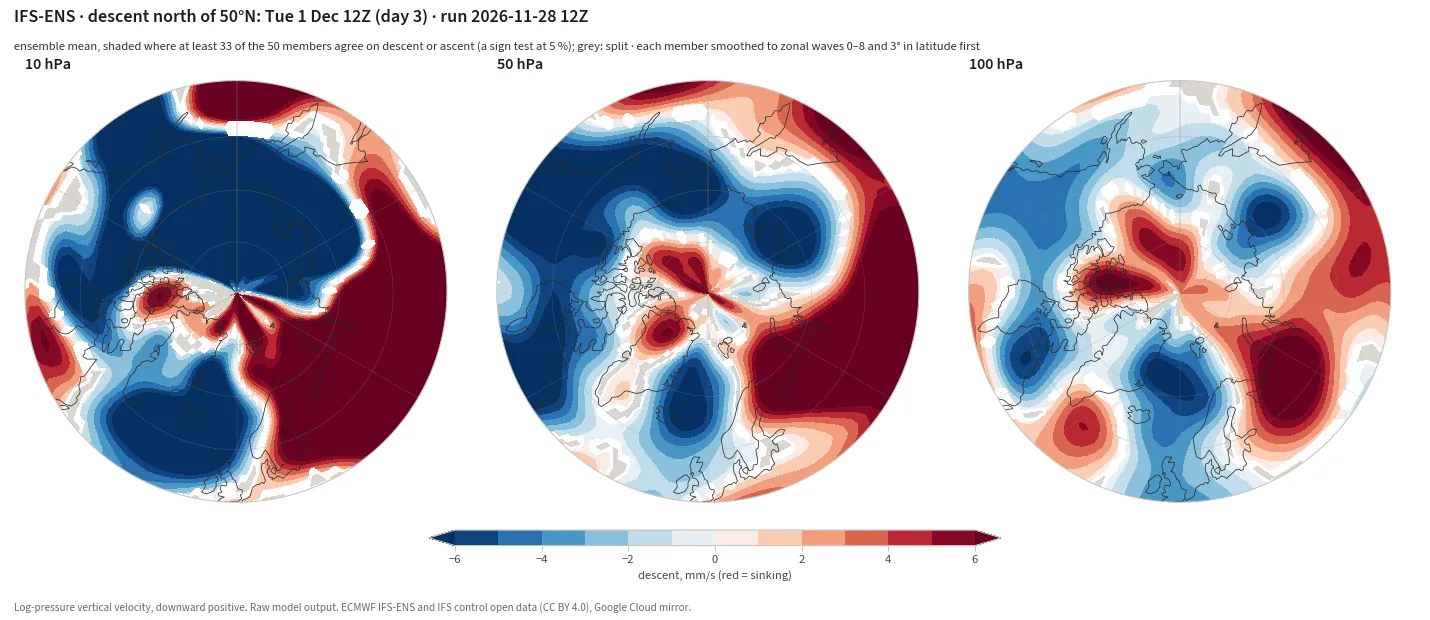 IFS-ENS · descent north of 50°N: Tue 1 Dec 12Z (day 3) · run 2026-11-28 12Z
ensemble mean, shaded where at least 33 of the 50 members agree on descent or ascent (a sign test at 5 %); grey: split · each member smoothed to zonal waves 0–8 and 3° in latitude first
10 hPa
50 hPa
100 hPa
−6 −4 −2 0 2 4 6
descent, mm/s (red = sinking)
Log-pressure vertical velocity, downward positive. Raw model output. ECMWF IFS-ENS and IFS control open data (CC BY 4.0), Google Cloud mirror.